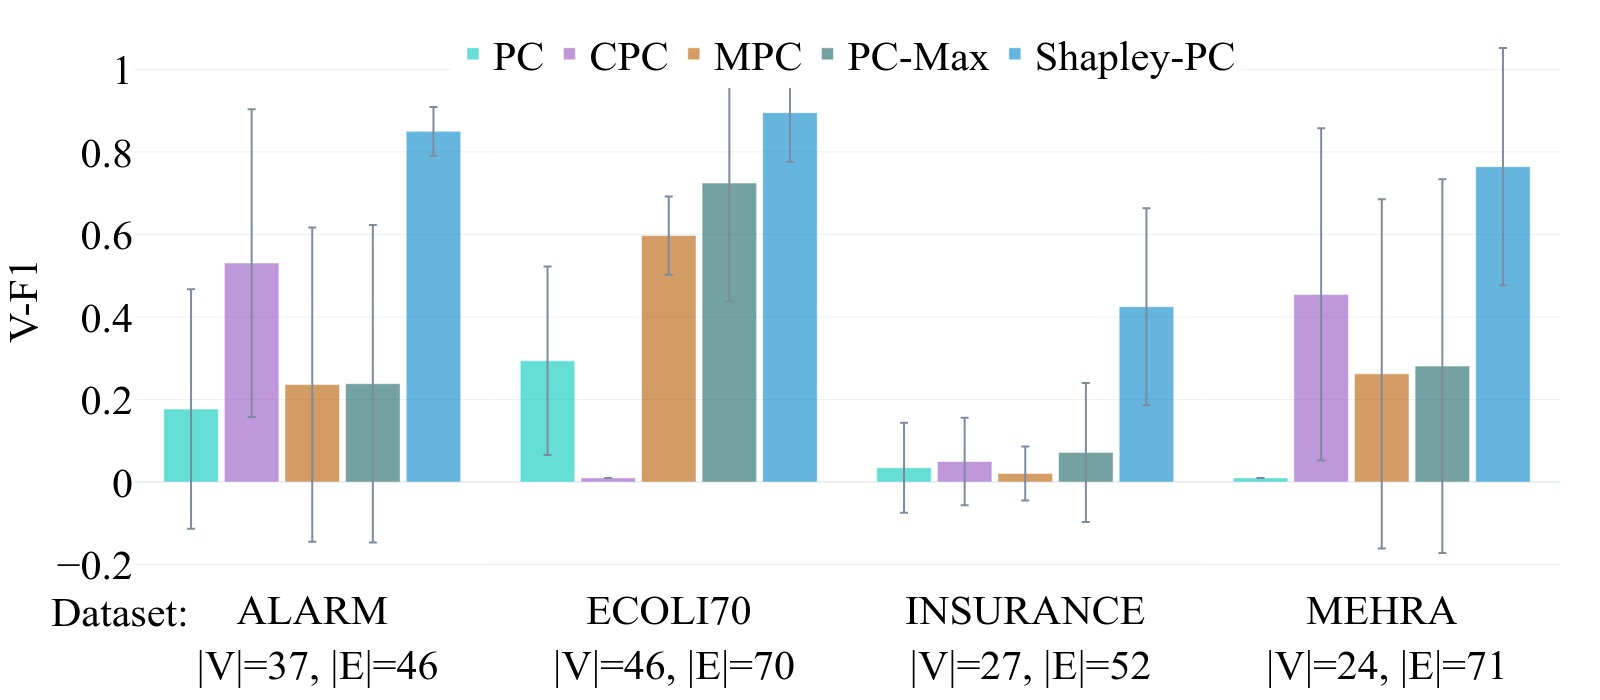 PC CPC MPC PC-Max Shapley-PC
V-F1
1
0.8
0.6
0.4
0.2
0
−0.2
Dataset: ALARM ECOLI70 INSURANCE MEHRA
|V|=37, |E|=46 |V|=46, |E|=70 |V|=27, |E|=52 |V|=24, |E|=71